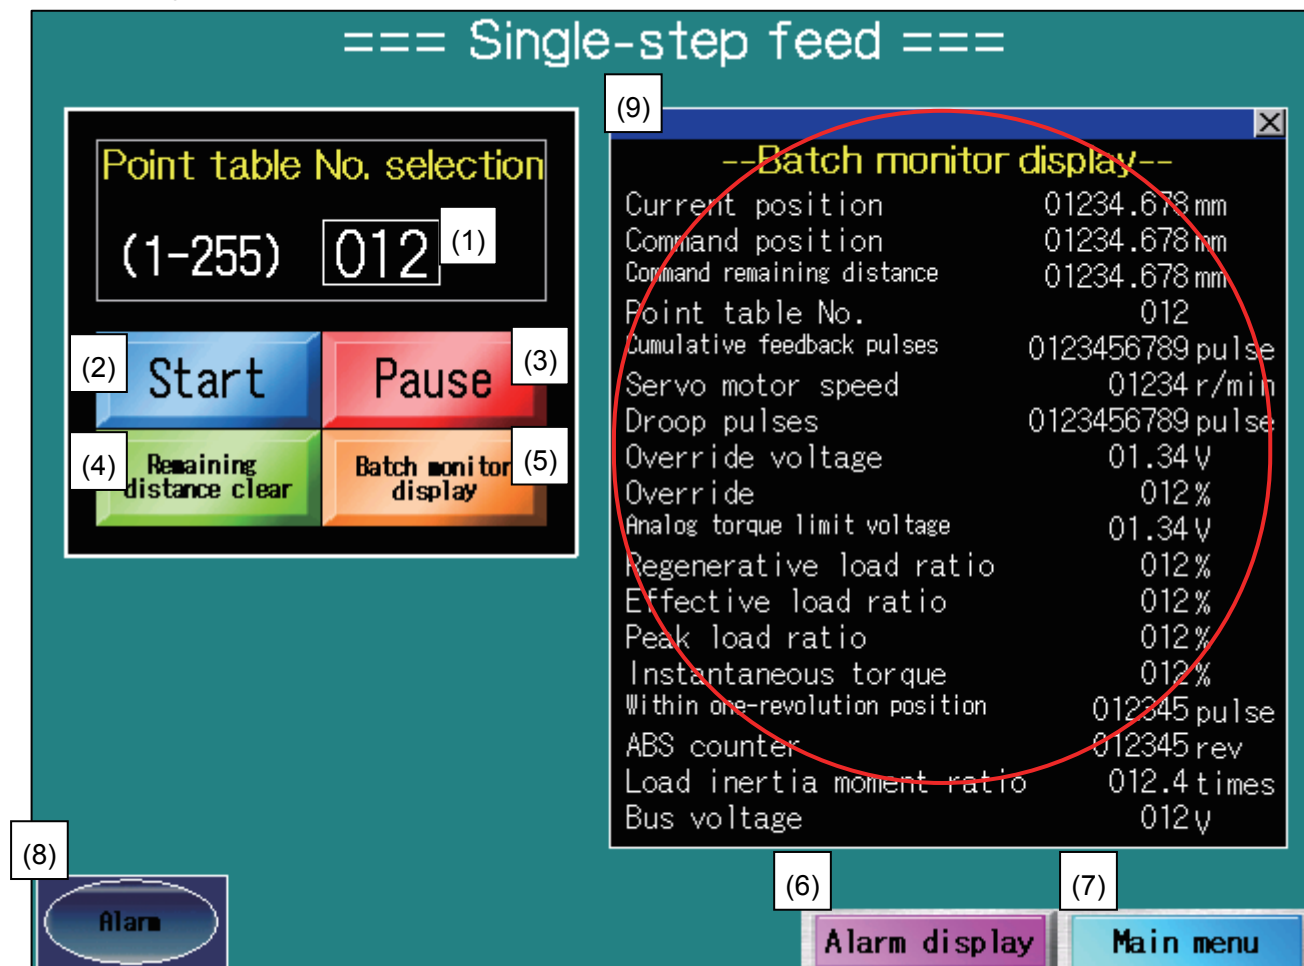 === Single-step feed ===
Point table No. selection
(1-255) 012 (1)
(2) Start
Pause (3)
(4) Remaining
distance clear
Batch monitor (5)
display
(9)
--Batch monitor display--
Current position 01234.678 mm
Command position 01234.678 mm
Command remaining distance 01234.678 mm
Point table No. 012
Cumulative feedback pulses 0123456789 pulse
Servo motor speed 01234 r/min
Droop pulses 0123456789 pulse
Override voltage 01.34 V
Override 012 %
Analog torque limit voltage 01.34 V
Regenerative load ratio 012 %
Effective load ratio 012 %
Peak load ratio 012 %
Instantaneous torque 012 %
Within one-revolution position 012345 pulse
ABS counter 012345 rev
Load inertia moment ratio 012.4 times
Bus voltage 012 V
(8)
Alarm
(6)
Alarm display
(7)
Main menu